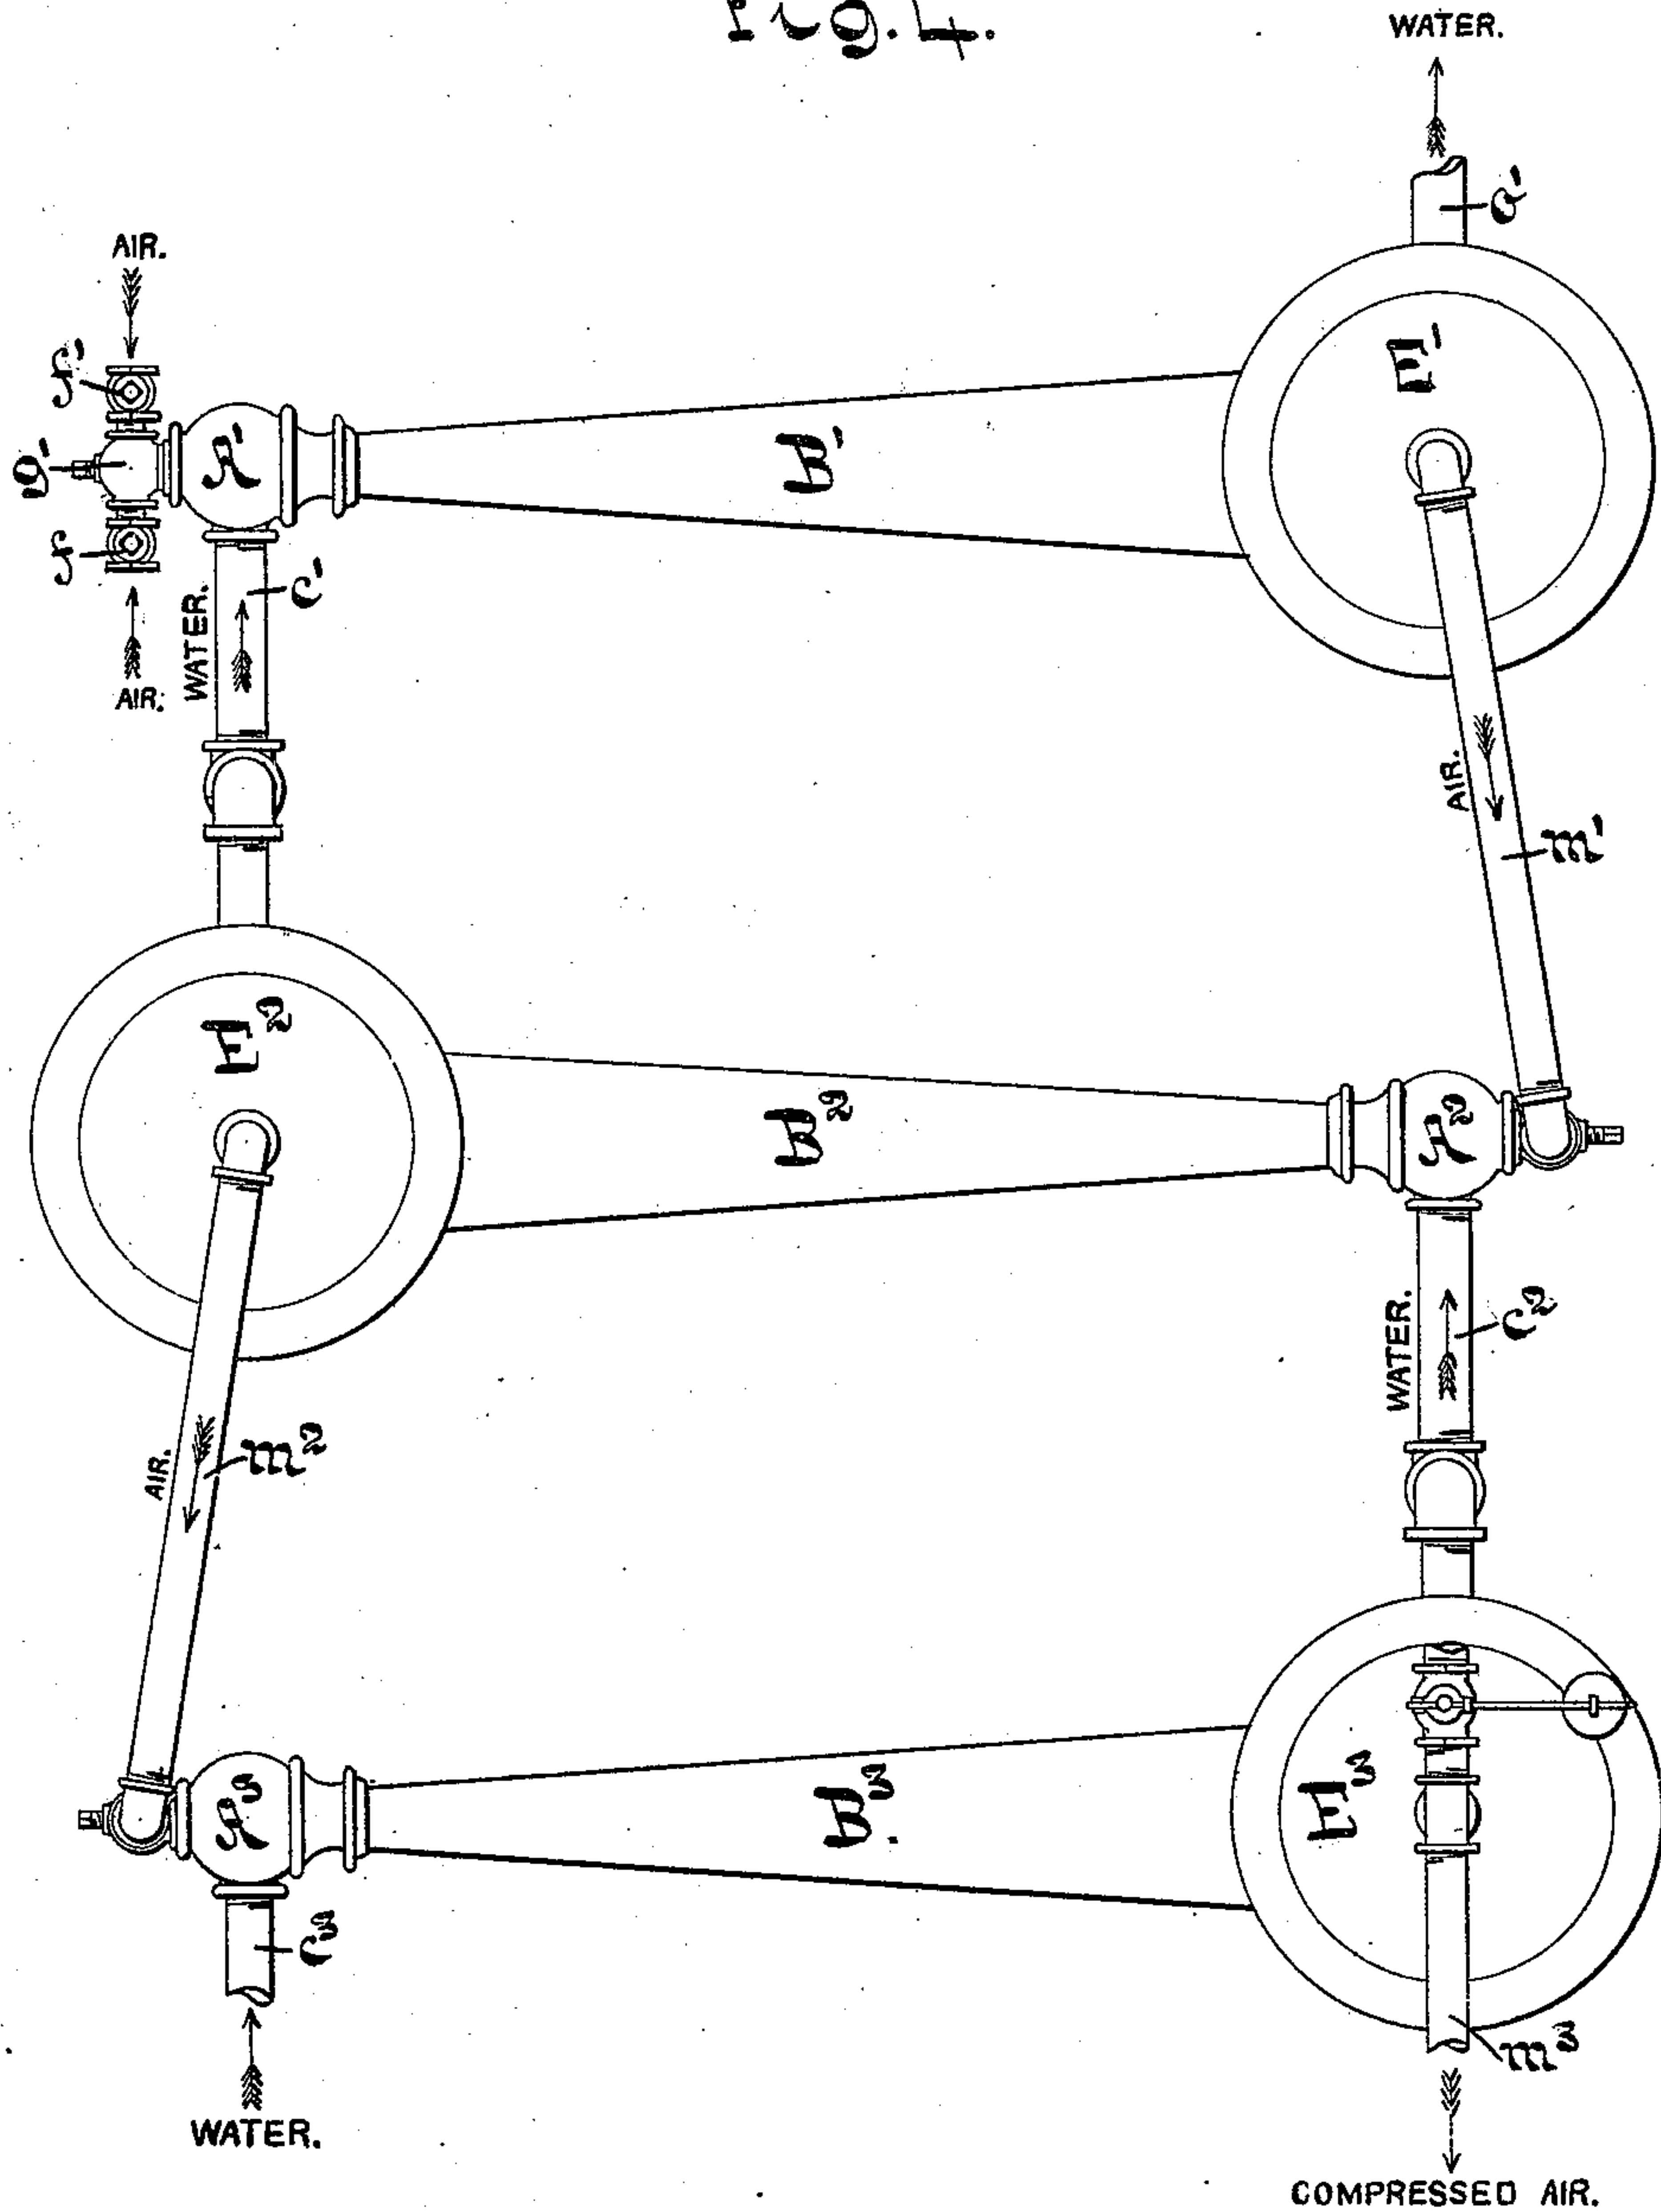 Fig. 4.
WATER.
a'
AIR.
f'
g'
A'
B'
E'
f
c'
WATER.
AIR.
AIR.
m'
E²
B²
A²
WATER.
c²
m²
AIR.
A³
B³
E³
c³
m³
WATER.
COMPRESSED AIR.